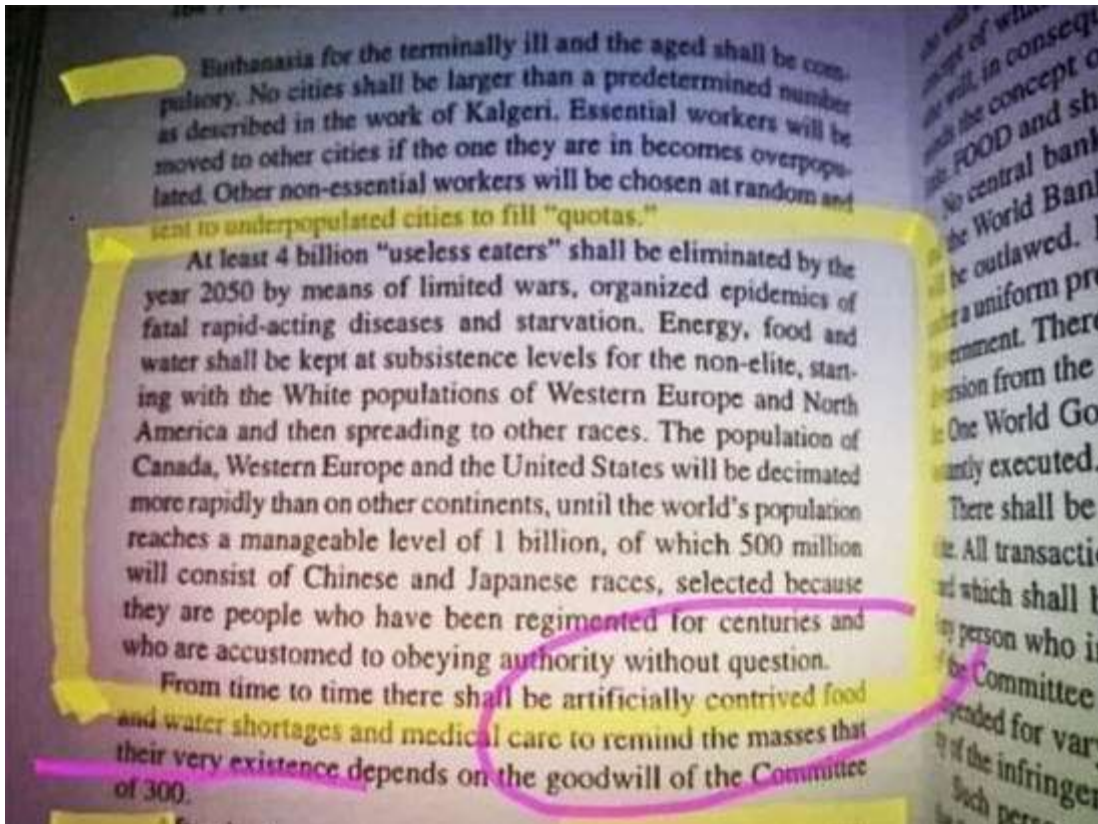 Euthanasia for the terminally ill and the aged shall be com-
pulsory. No cities shall be larger than a predetermined number
as described in the work of Kalgeri. Essential workers will be
moved to other cities if the one they are in becomes overpopu-
lated. Other non-essential workers will be chosen at random and
sent to underpopulated cities to fill "quotas."
At least 4 billion "useless eaters" shall be eliminated by the
year 2050 by means of limited wars, organized epidemics of
fatal rapid-acting diseases and starvation. Energy, food and
water shall be kept at subsistence levels for the non-elite, start-
ing with the White populations of Western Europe and North
America and then spreading to other races. The population of
Canada, Western Europe and the United States will be decimated
more rapidly than on other continents, until the world's population
reaches a manageable level of 1 billion, of which 500 million
will consist of Chinese and Japanese races, selected because
they are people who have been regimented for centuries and
who are accustomed to obeying authority without question.
From time to time there shall be artificially contrived food
and water shortages and medical care to remind the masses that
their very existence depends on the goodwill of the Committee
of 300.
concept of
will, in
the concept
FOOD and
No central
the World
be outlawed.
a uniform
There
from the
One World
executed.
There shall be
All
which shall
person who
the Committee
for
of the
Such